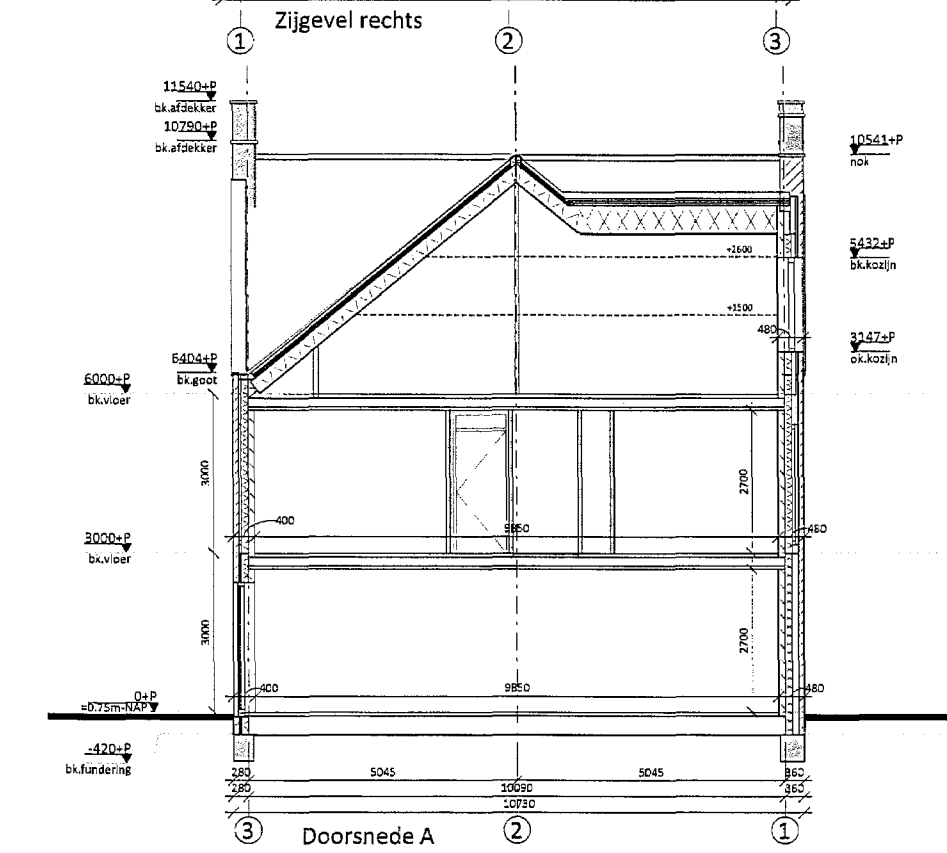 Zijgevel rechts
1 2 3
11540+P
bk.afdekker
10790+P
bk.afdekker
10541+P
nok
+2600
5432+P
bk.kozijn
+1500
480
3147+P
ok.kozijn
6404+P
bk.goot
6000+P
bk.vloer
3000
2700
400
9850
480
3000+P
bk.vloer
3000
2700
400
9850
480
0+P
=0.75m-NAP
-420+P
bk.fundering
280 5045 5045 360
280 10090 360
10730
3 2 1
Doorsnede A